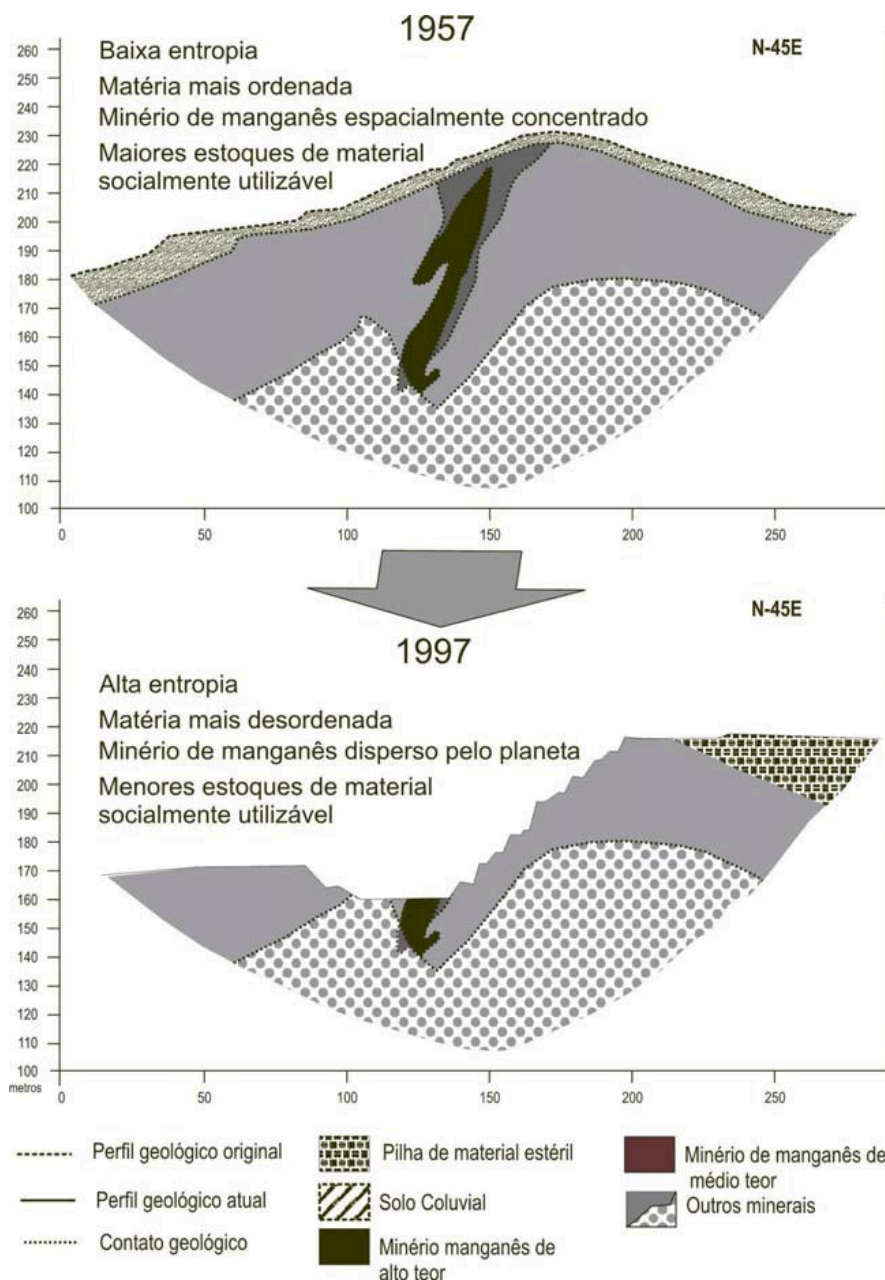 1957
N-45E
Baixa entropia
Matéria mais ordenada
Minério de manganês espacialmente concentrado
Maiores estoques de material
socialmente utilizável
260
250
240
230
220
210
200
190
180
170
160
150
140
130
120
110
100
0 50 100 150 200 250
1997
N-45E
Alta entropia
Matéria mais desordenada
Minério de manganês disperso pelo planeta
Menores estoques de material
socialmente utilizável
260
250
240
230
220
210
200
190
180
170
160
150
140
130
120
110
100
metros
0 50 100 150 200 250
Perfil geológico original
Perfil geológico atual
Contato geológico
Pilha de material estéril
Solo Coluvial
Minério manganês de
alto teor
Minério de manganês de
médio teor
Outros minerais